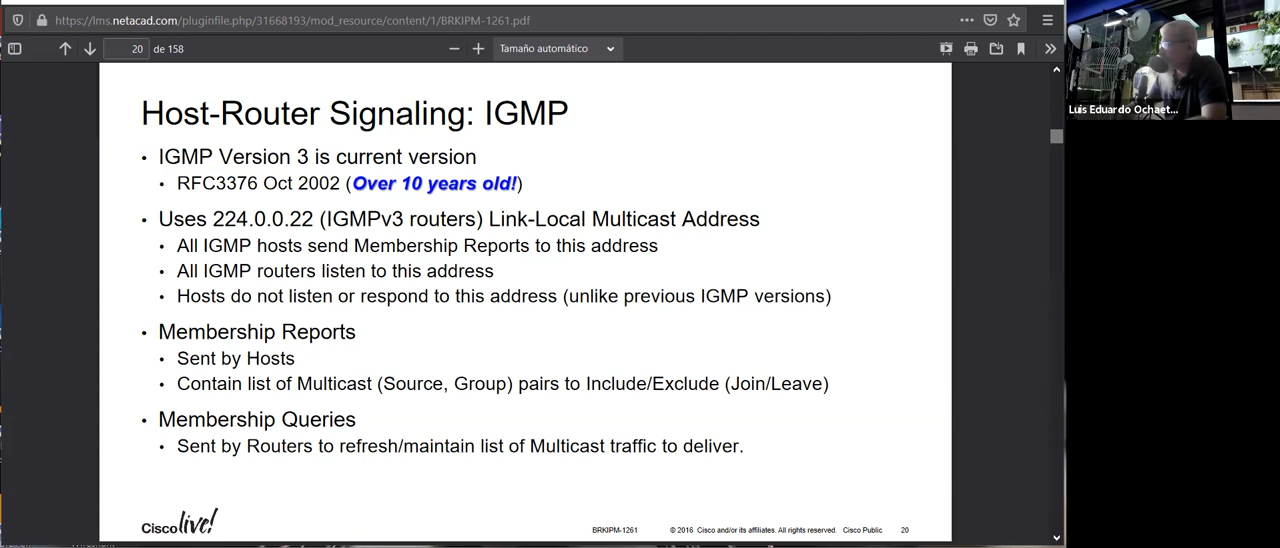 https://lms.netacad.com/pluginfile.php/31668193/mod_resource/content/1/BRKIPM-1261.pdf
20 de 158
Tamaño automático
Luis Eduardo Ochaet...
Host-Router Signaling: IGMP
• IGMP Version 3 is current version
• RFC3376 Oct 2002 (Over 10 years old!)
• Uses 224.0.0.22 (IGMPv3 routers) Link-Local Multicast Address
• All IGMP hosts send Membership Reports to this address
• All IGMP routers listen to this address
• Hosts do not listen or respond to this address (unlike previous IGMP versions)
• Membership Reports
• Sent by Hosts
• Contain list of Multicast (Source, Group) pairs to Include/Exclude (Join/Leave)
• Membership Queries
• Sent by Routers to refresh/maintain list of Multicast traffic to deliver.
Cisco live!
BRKIPM-1261 © 2016 Cisco and/or its affiliates. All rights reserved. Cisco Public 20